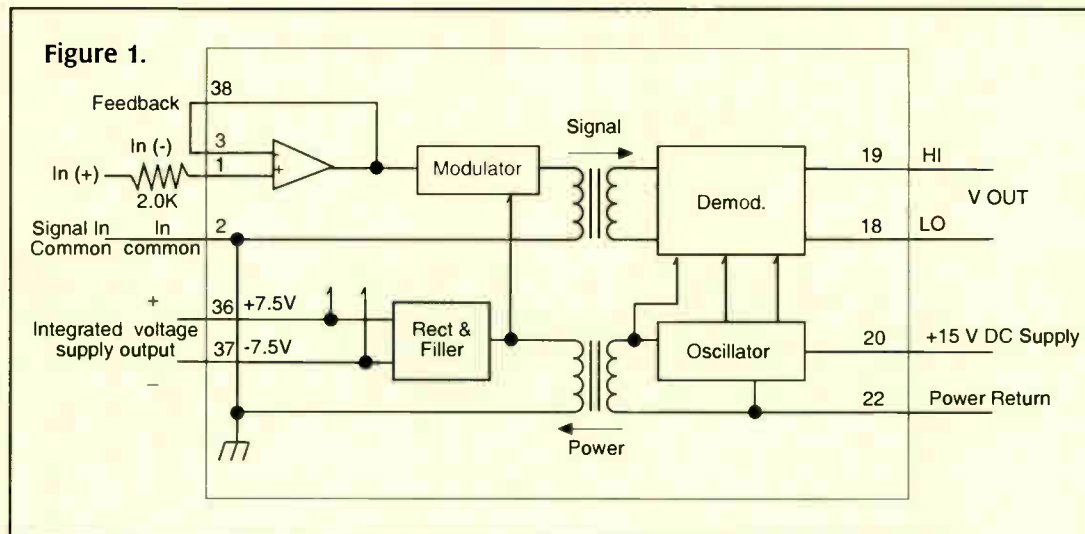 Figure 1.
38
Feedback
3
In (-)
-
In (+)
1
+
2.0K
Modulator
Signal
Demod.
19 HI
V OUT
18 LO
Signal In In
Common common
2
+
36 +7.5V
Integrated voltage
supply output
37 -7.5V
–
Rect &
Filler
Oscillator
20 +15 V DC Supply
22 Power Return
Power